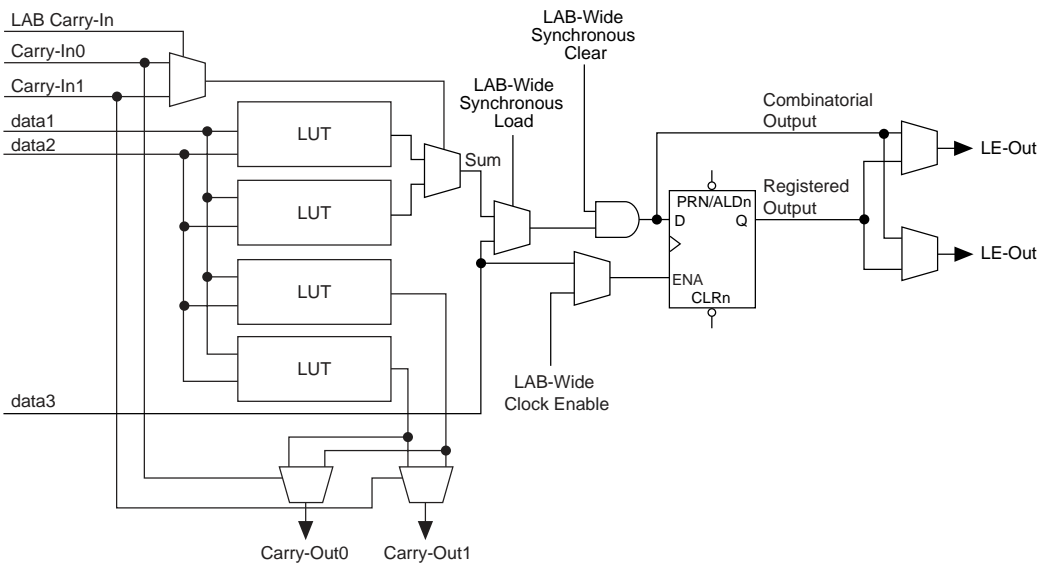 LAB Carry-In
Carry-In0
Carry-In1
data1
data2
LUT
LUT
LUT
LUT
data3
Sum
LAB-Wide
Synchronous
Load
LAB-Wide
Synchronous
Clear
LAB-Wide
Clock Enable
PRN/ALDn
D
Q
ENA
CLRn
Combinatorial
Output
Registered
Output
LE-Out
LE-Out
Carry-Out0
Carry-Out1